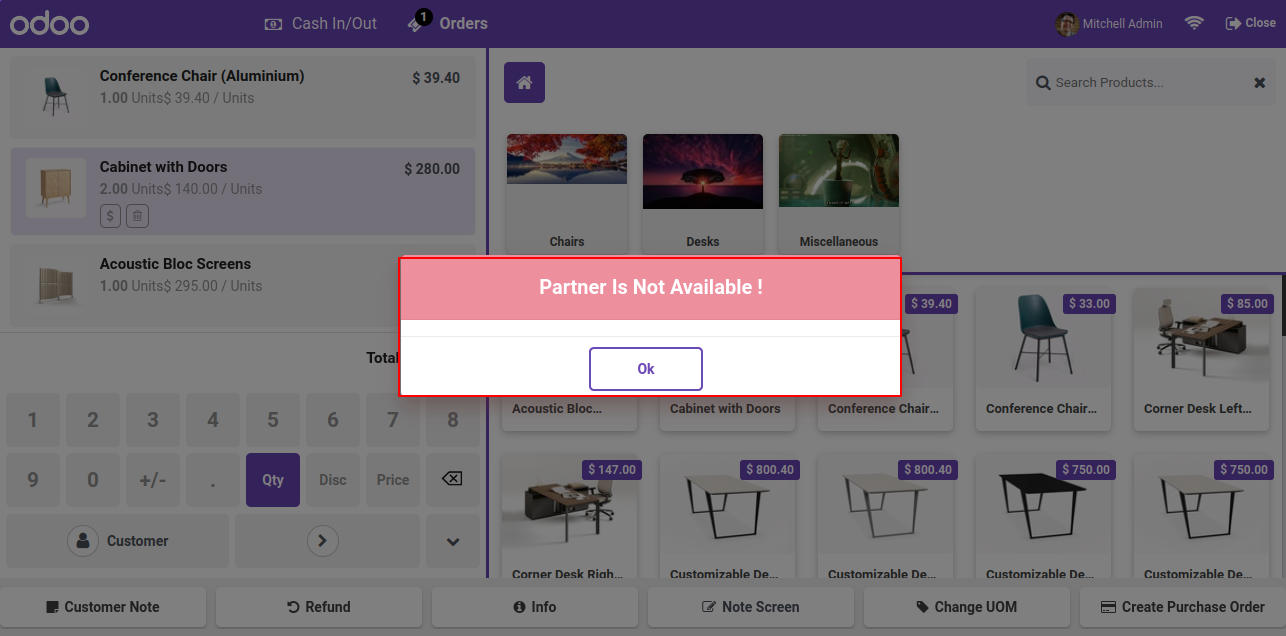 odoo
Cash In/Out
1
Orders
Mitchell Admin
Close
Conference Chair (Aluminium)
$ 39.40
1.00 Units$ 39.40 / Units
Cabinet with Doors
$ 280.00
2.00 Units$ 140.00 / Units
$
Acoustic Bloc Screens
1.00 Units$ 295.00 / Units
Total
1 2 3 4 5 6 7 8
9 0 +/- . Qty Disc Price
Customer
Search Products...
Chairs
Desks
Miscellaneous
Partner Is Not Available !
Ok
$ 39.40
$ 33.00
$ 85.00
Acoustic Bloc...
Cabinet with Doors
Conference Chair...
Conference Chair...
Corner Desk Left...
$ 147.00
$ 800.40
$ 800.40
$ 750.00
$ 750.00
Corner Desk Righ...
Customizable De...
Customizable De...
Customizable De...
Customizable De...
Customer Note
Refund
Info
Note Screen
Change UOM
Create Purchase Order